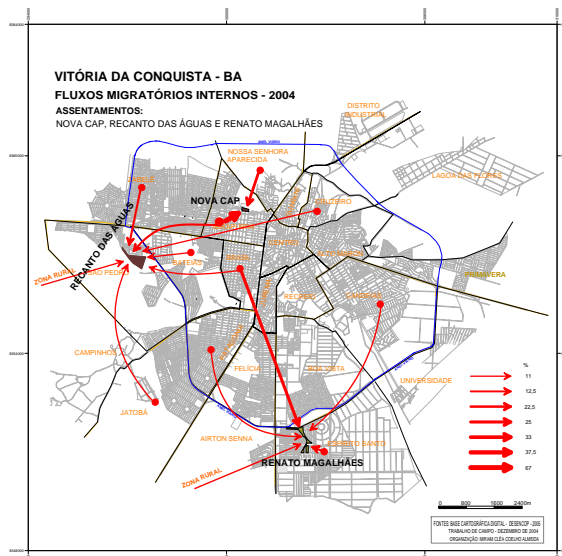 VITÓRIA DA CONQUISTA - BA
FLUXOS MIGRATÓRIOS INTERNOS - 2004
ASSENTAMENTOS:
NOVA CAP, RECANTO DAS ÁGUAS E RENATO MAGALHÃES
DISTRITO
INDUSTRIAL
NOSSA SENHORA
APARECIDA
LAGOA DAS FLORES
NOVA CAP
CRUZEIRO
RECANTO DAS ÁGUAS
BATEIAS
SÃO PEDRO
ZONA RURAL
PRIMAVERA
RECREIO
CAMPINHOS
FELÍCIA
BOA VISTA
UNIVERSIDADE
JATOBÁ
AIRTON SENNA
ESPÍRITO SANTO
RENATO MAGALHÃES
ZONA RURAL
%
11
12,5
22,5
25
33
37,5
67
0 800 1600 2400m
FONTES: BASE CARTOGRÁFICA DIGITAL - DESENCOP - 2005
TRABALHO DE CAMPO - DEZEMBRO DE 2004
ORGANIZAÇÃO: MIRIAM CLÉA COELHO ALMEIDA